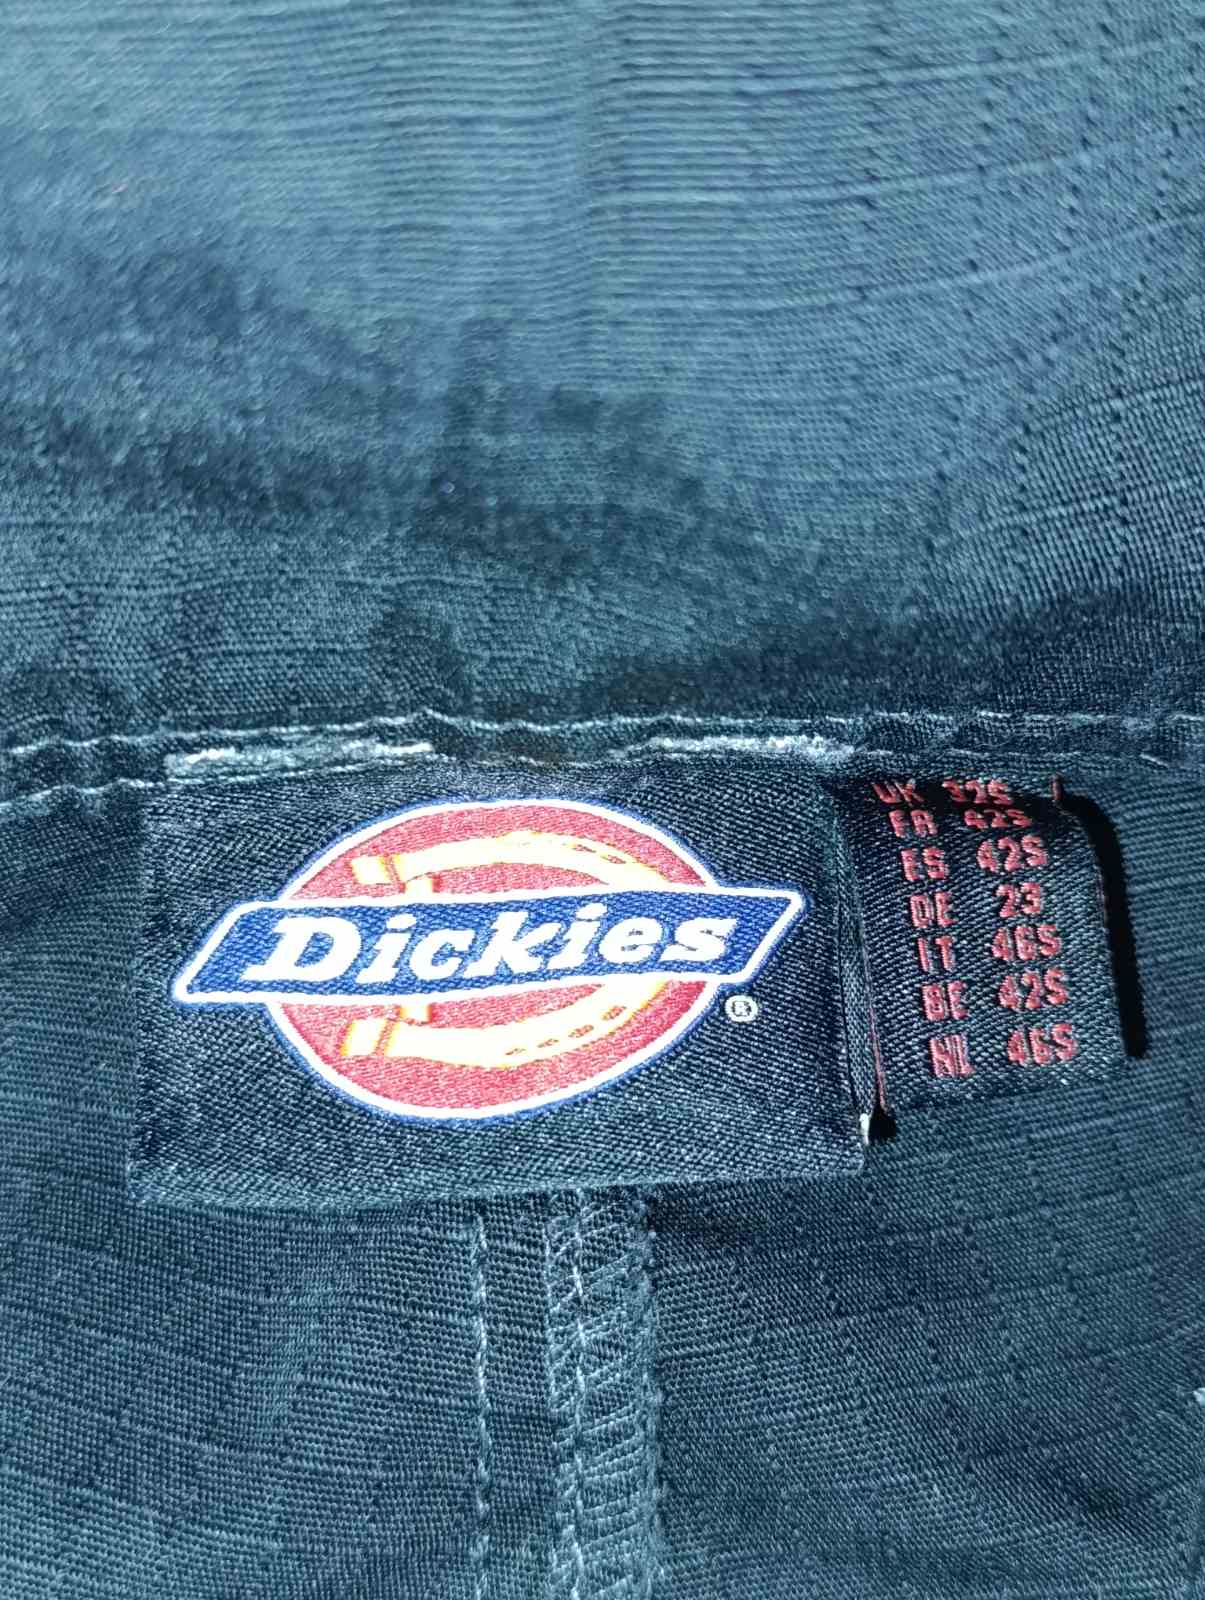 Dickies
®
UK 32S
FR 42S
ES 42S
DE 23
IT 46S
BE 42S
NL 46S